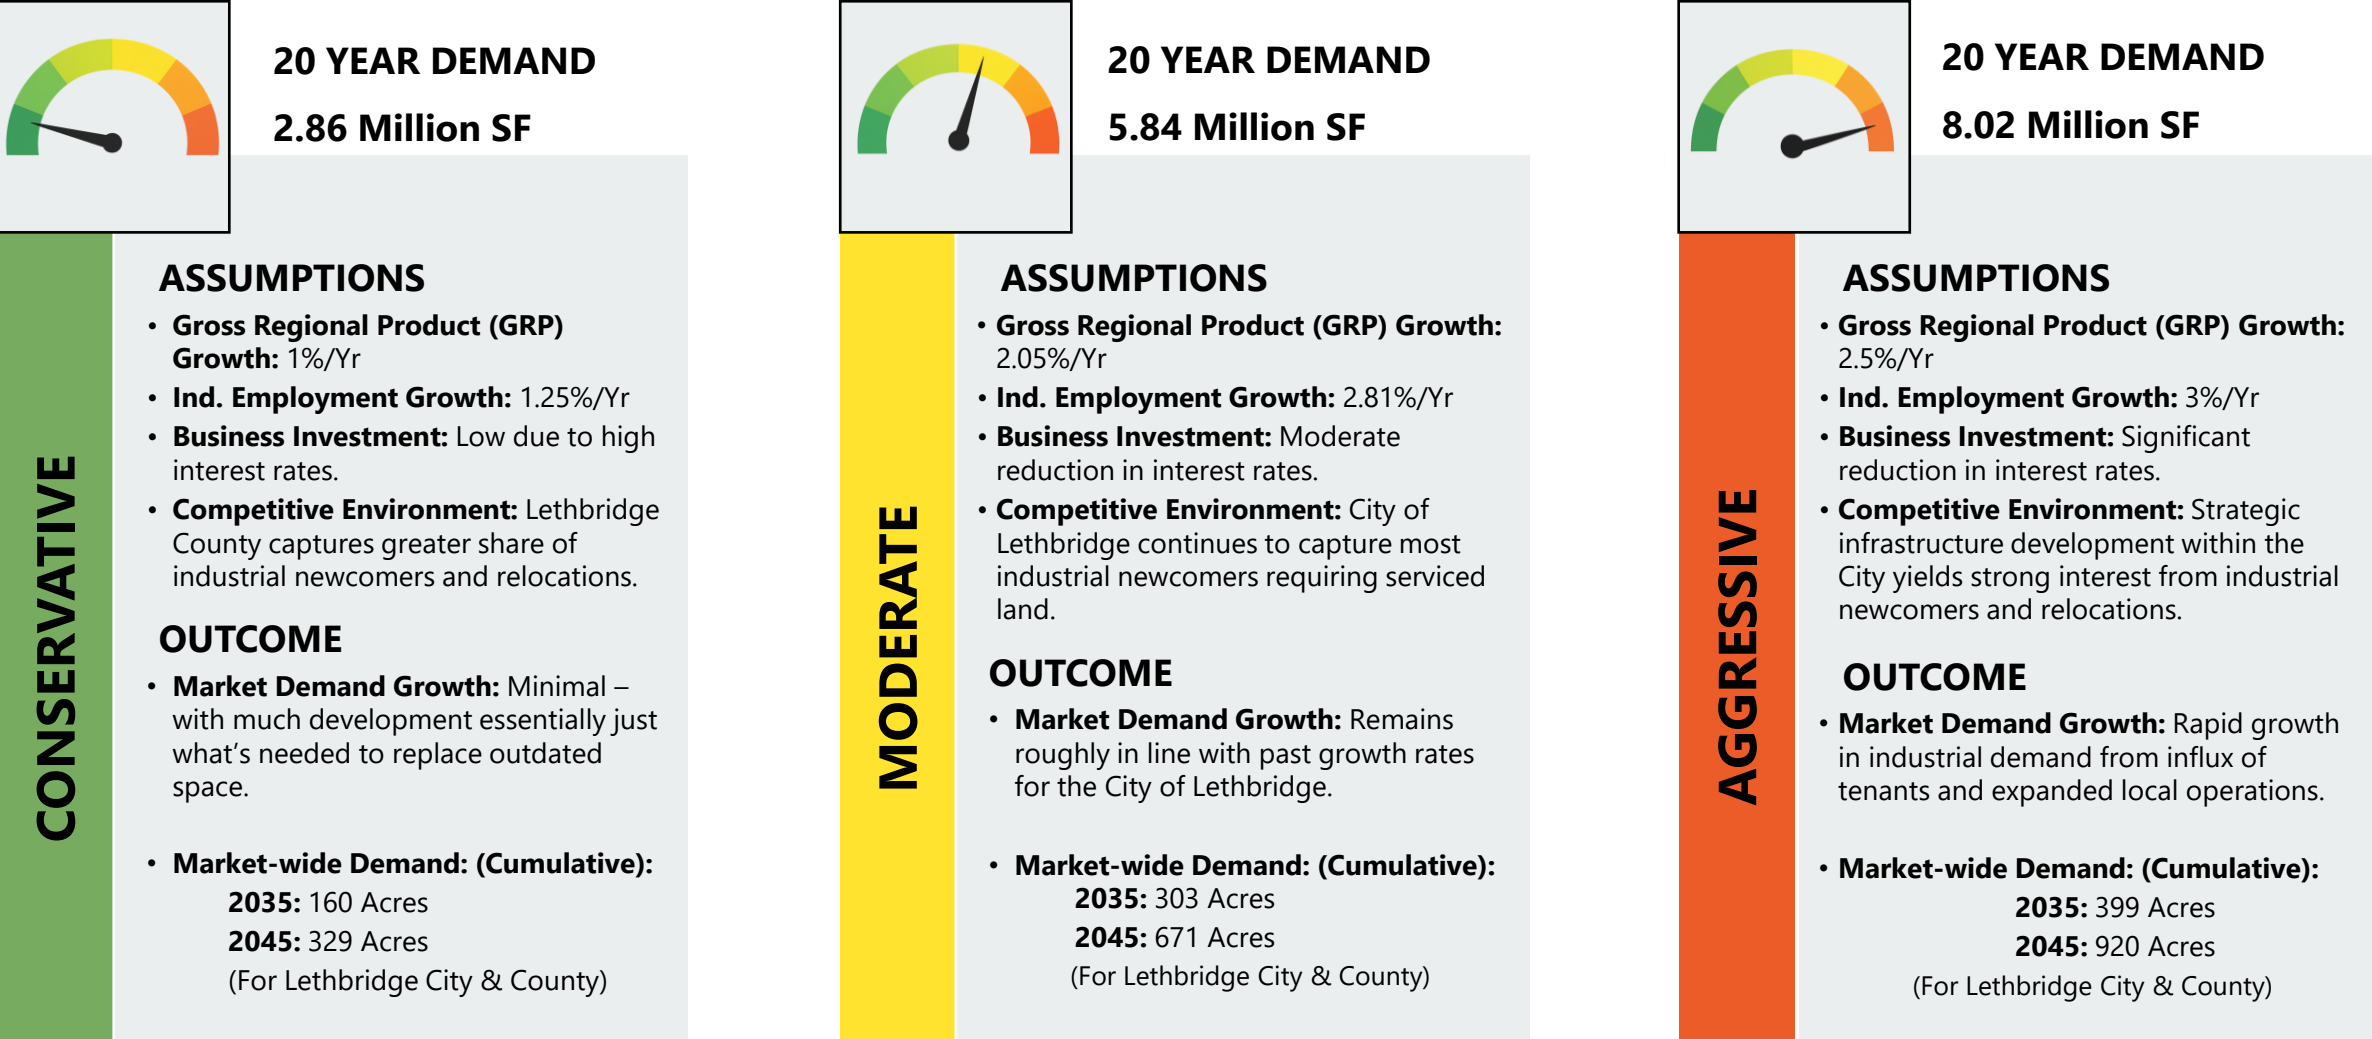 20 YEAR DEMAND
2.86 Million SF
CONSERVATIVE
ASSUMPTIONS
• Gross Regional Product (GRP)
Growth: 1%/Yr
• Ind. Employment Growth: 1.25%/Yr
• Business Investment: Low due to high
interest rates.
• Competitive Environment: Lethbridge
County captures greater share of
industrial newcomers and relocations.
OUTCOME
• Market Demand Growth: Minimal –
with much development essentially just
what’s needed to replace outdated
space.
• Market-wide Demand: (Cumulative):
2035: 160 Acres
2045: 329 Acres
(For Lethbridge City & County)
20 YEAR DEMAND
5.84 Million SF
MODERATE
ASSUMPTIONS
• Gross Regional Product (GRP) Growth:
2.05%/Yr
• Ind. Employment Growth: 2.81%/Yr
• Business Investment: Moderate
reduction in interest rates.
• Competitive Environment: City of
Lethbridge continues to capture most
industrial newcomers requiring serviced
land.
OUTCOME
• Market Demand Growth: Remains
roughly in line with past growth rates
for the City of Lethbridge.
• Market-wide Demand: (Cumulative):
2035: 303 Acres
2045: 671 Acres
(For Lethbridge City & County)
20 YEAR DEMAND
8.02 Million SF
AGGRESSIVE
ASSUMPTIONS
• Gross Regional Product (GRP) Growth:
2.5%/Yr
• Ind. Employment Growth: 3%/Yr
• Business Investment: Significant
reduction in interest rates.
• Competitive Environment: Strategic
infrastructure development within the
City yields strong interest from industrial
newcomers and relocations.
OUTCOME
• Market Demand Growth: Rapid growth
in industrial demand from influx of
tenants and expanded local operations.
• Market-wide Demand: (Cumulative):
2035: 399 Acres
2045: 920 Acres
(For Lethbridge City & County)